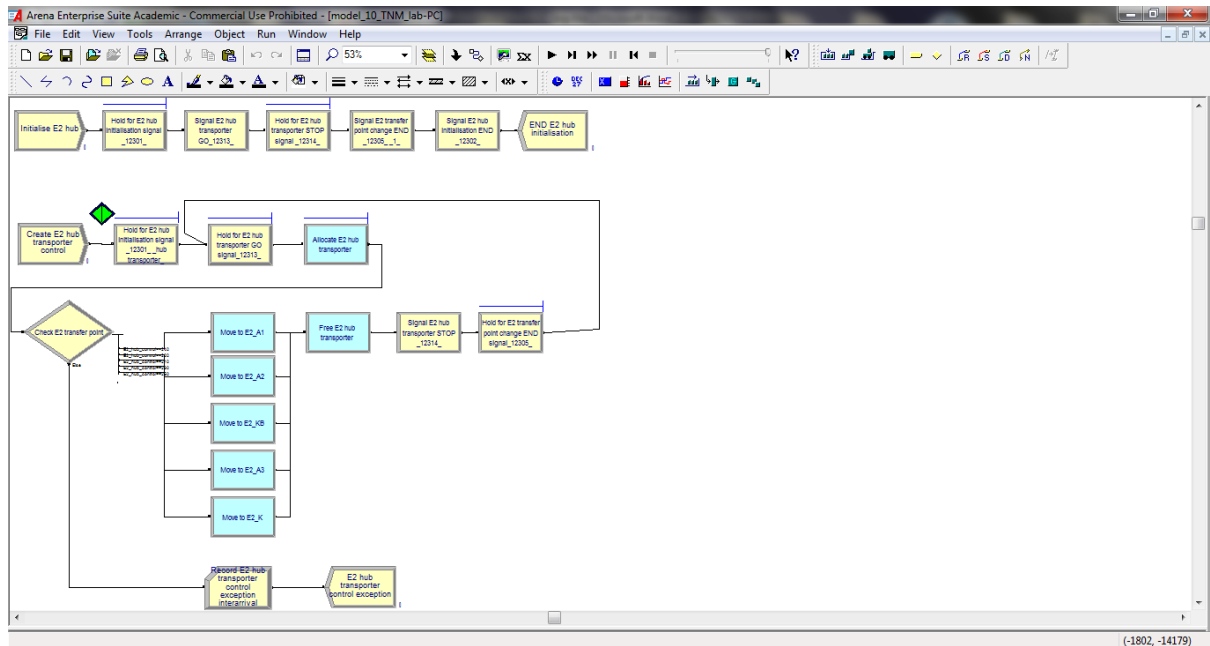 Arena Enterprise Suite Academic - Commercial Use Prohibited - [model_10_TNM_lab-PC]
File Edit View Tools Arrange Object Run Window Help
53%
Initialise E2 hub
Hold for E2 hub
initialisation signal
_12301_
Signal E2 hub
transporter
GO_12313_
Hold for E2 hub
transporter STOP
signal _12314_
Signal E2 transfer
point change END
_12305__1_
Signal E2 hub
initialisation END
_12302_
END E2 hub
initialisation
Create E2 hub
transporter
control
Hold for E2 hub
initialisation signal
_12301__hub
transporter_
Hold for E2 hub
transporter GO
signal_12313_
Allocate E2 hub
transporter
Check E2 transfer point
Else
Move to E2_A1
Move to E2_A2
Move to E2_KB
Move to E2_A3
Move to E2_K
Free E2 hub
transporter
Signal E2 hub
transporter STOP
_12314_
Hold for E2 transfer
point change END
signal_12305_
Record E2 hub
transporter
control
exception
interarrival
E2 hub
transporter
control exception
(-1802, -14179)